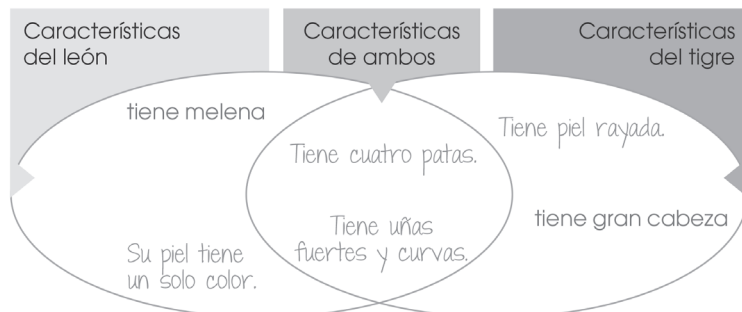 Características
del león
Características
de ambos
Características
del tigre
tiene melena
Tiene piel rayada.
Tiene cuatro patas.
tiene gran cabeza
Tiene uñas
fuertes y curvas.
Su piel tiene
un solo color.